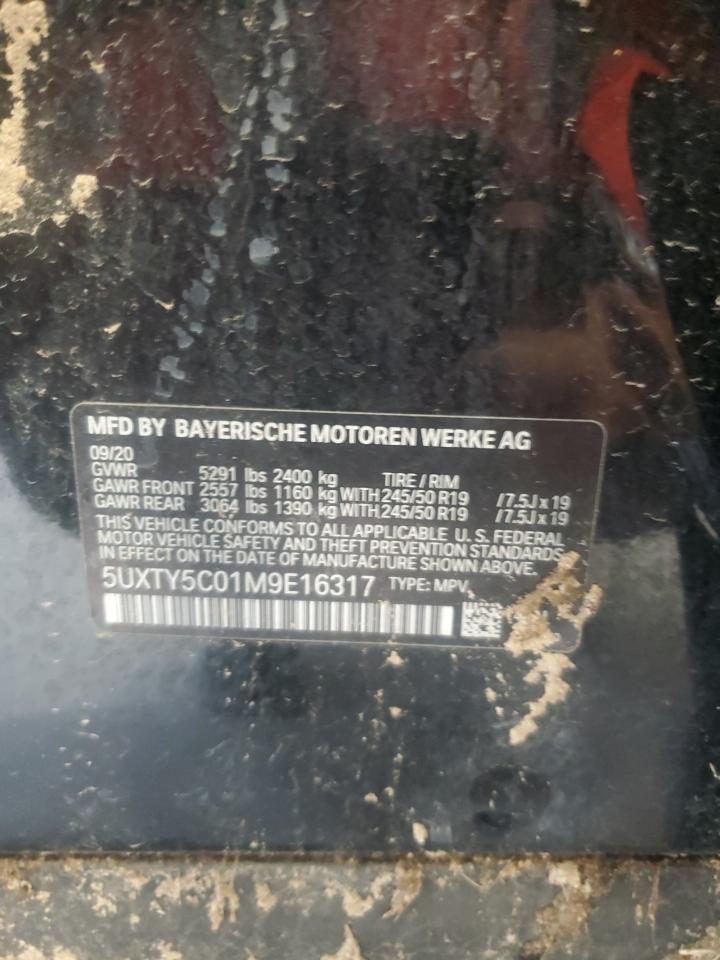 MFD BY BAYERISCHE MOTOREN WERKE AG
09/20
GVWR 5291 lbs 2400 kg TIRE / RIM
GAWR FRONT 2557 lbs 1160 kg WITH 245/50 R19 / 7.5J x 19
GAWR REAR 3064 lbs 1390 kg WITH 245/50 R19 / 7.5J x 19
THIS VEHICLE CONFORMS TO ALL APPLICABLE U. S. FEDERAL
MOTOR VEHICLE SAFETY AND THEFT PREVENTION STANDARDS
IN EFFECT ON THE DATE OF MANUFACTURE SHOWN ABOVE.
5UXTY5C01M9E16317 TYPE: MPV